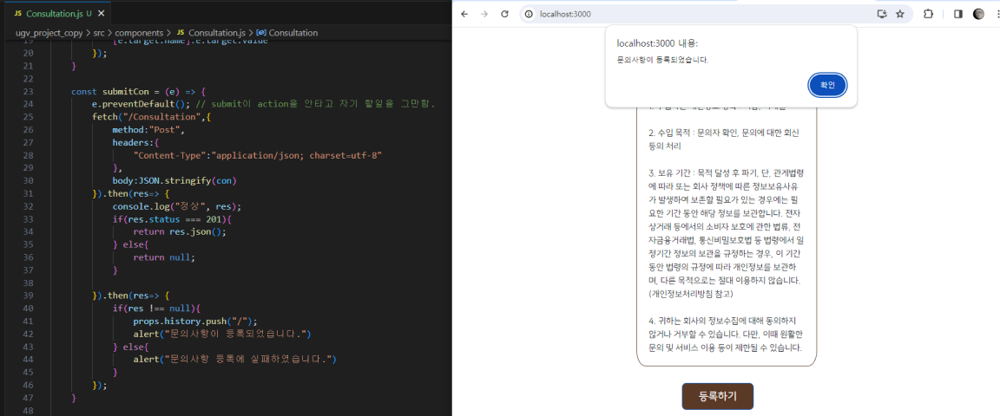 JS Consultation.js U ×
ugv_project_copy > src > components > JS Consultation.js > Consultation
19 [e.target.name]:e.target.value
20 });
21 }
22
23 const submitCon = (e) => {
24 e.preventDefault(); // submit이 action을 안타고 자기 할일을 그만함.
25 fetch("/Consultation",{
26 method:"Post",
27 headers:{
28 "Content-Type":"application/json; charset=utf-8"
29 },
30 body:JSON.stringify(con)
31 }).then(res=> {
32 console.log("정상", res);
33 if(res.status === 201){
34 return res.json();
35 } else{
36 return null;
37 }
38
39 }).then(res=> {
40 if(res !== null){
41 props.history.push("/");
42 alert("문의사항이 등록되었습니다.")
43 } else{
44 alert("문의사항 등록에 실패하였습니다.")
45 }
46 });
47 }
48
localhost:3000
localhost:3000 내용:
문의사항이 등록되었습니다.
확인
2. 수입 목적 : 문의자 확인, 문의에 대한 회신
등의 처리
3. 보유 기간 : 목적 달성 후 파기, 단, 관게법령
에 따라 또는 회사 정책에 따른 정보보유사유
가 발생하여 보존할 필요가 있는 경우에는 필
요한 기간 동안 해당 정보를 보관합니다. 전자
상거래 등에서의 소비자 보호에 관한 법류, 전
자금융거래법, 통신비밀보호법 등 법령에서 일
정기간 정보의 보관을 규정하는 경우, 이 기간
동안 법령의 규정에 따라 개인정보를 보관하
며, 다른 목적으로는 절대 이용하지 않습니다.
(개인정보처리방침 참고)
4. 귀하는 회사의 정보수집에 대해 동의하지
않거나 거부할 수 있습니다. 다만, 이때 원활한
문의 및 서비스 이용 등이 제한될 수 있습니다.
등록하기